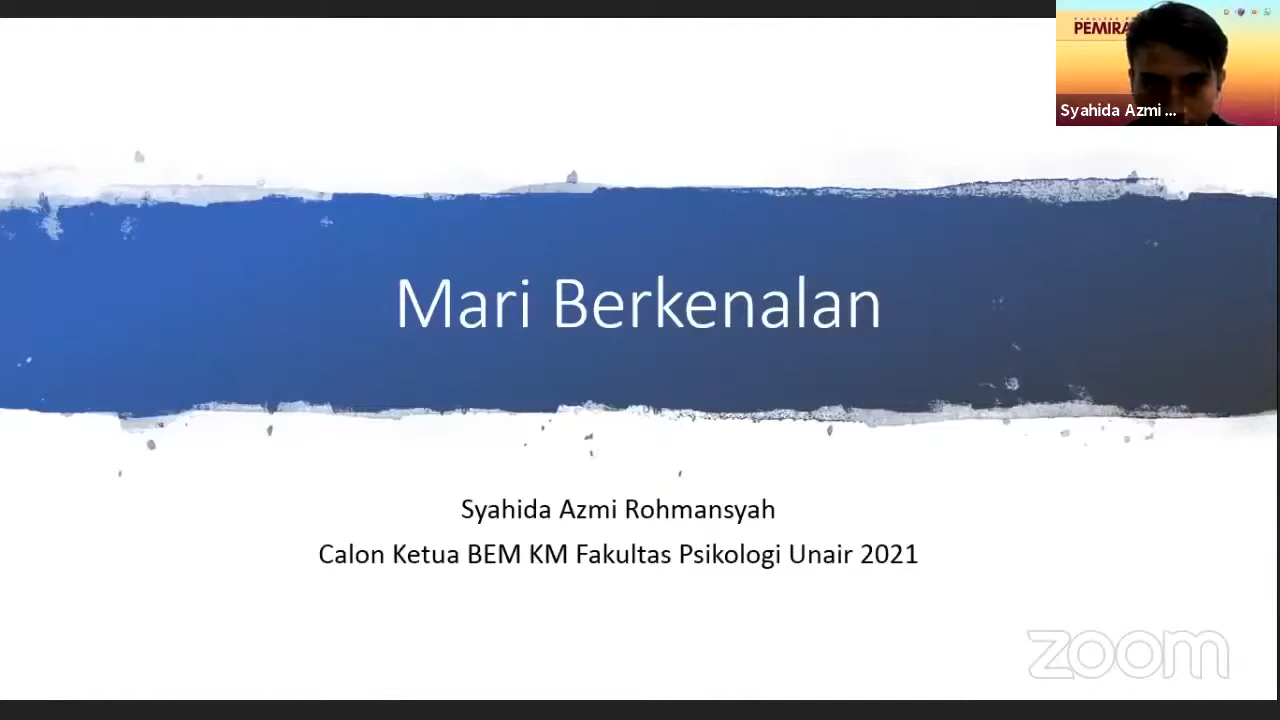 PEMIRA
Syahida Azmi ...
Mari Berkenalan
Syahida Azmi Rohmansyah
Calon Ketua BEM KM Fakultas Psikologi Unair 2021
zoom